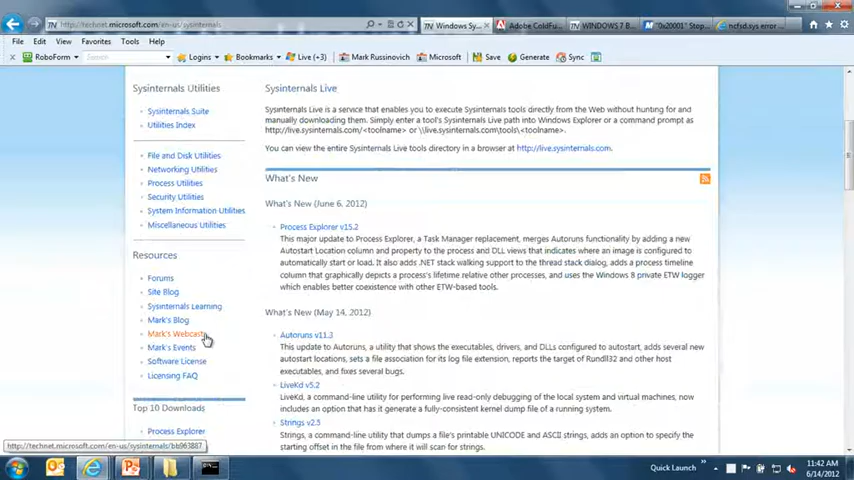 http://technet.microsoft.com/en-us/sysinternals
Windows Sy...
Adobe ColdFu...
WINDOWS 7 B...
"0x20001" Stop...
ncfsd.sys error ...
File Edit View Favorites Tools Help
RoboForm Search Logins Bookmarks Live (+3) Mark Russinovich Microsoft Save Generate Sync
Sysinternals Utilities
Sysinternals Suite
Utilities Index
File and Disk Utilities
Networking Utilities
Process Utilities
Security Utilities
System Information Utilities
Miscellaneous Utilities
Resources
Forums
Site Blog
Sysinternals Learning
Mark's Blog
Mark's Webcasts
Mark's Events
Software License
Licensing FAQ
Top 10 Downloads
Process Explorer
Sysinternals Live
Sysinternals Live is a service that enables you to execute Sysinternals tools directly from the Web without hunting for and
manually downloading them. Simply enter a tool's Sysinternals Live path into Windows Explorer or a command prompt as
http://live.sysinternals.com/<toolname> or \\live.sysinternals.com\tools\<toolname>.
You can view the entire Sysinternals Live tools directory in a browser at http://live.sysinternals.com.
What's New
What's New (June 6, 2012)
Process Explorer v15.2
This major update to Process Explorer, a Task Manager replacement, merges Autoruns functionality by adding a new
Autostart Location column and property to the process and DLL views that indicates where an image is configured to
automatically start or load. It also adds .NET stack walking support to the thread stack dialog, adds a process timeline
column that graphically depicts a process's lifetime relative other processes, and uses the Windows 8 private ETW logger
which enables better coexistence with other ETW-based tools.
What's New (May 14, 2012)
Autoruns v11.3
This update to Autoruns, a utility that shows the executables, drivers, and DLLs configured to autostart, adds several new
autostart locations, sets a file association for its log file extension, reports the target of Rundll32 and other host
executables, and fixes several bugs.
LiveKd v5.2
LiveKd, a command-line utility for performing live read-only debugging of the local system and virtual machines, now
includes an option that has it generate a fully-consistent kernel dump file of a running system.
Strings v2.5
Strings, a command-line utility that dumps a file's printable UNICODE and ASCII strings, adds an option to specify the
starting offset in the file from where it will scan for strings.
http://technet.microsoft.com/en-us/sysinternals/bb963887
Quick Launch
11:42 AM
6/14/2012